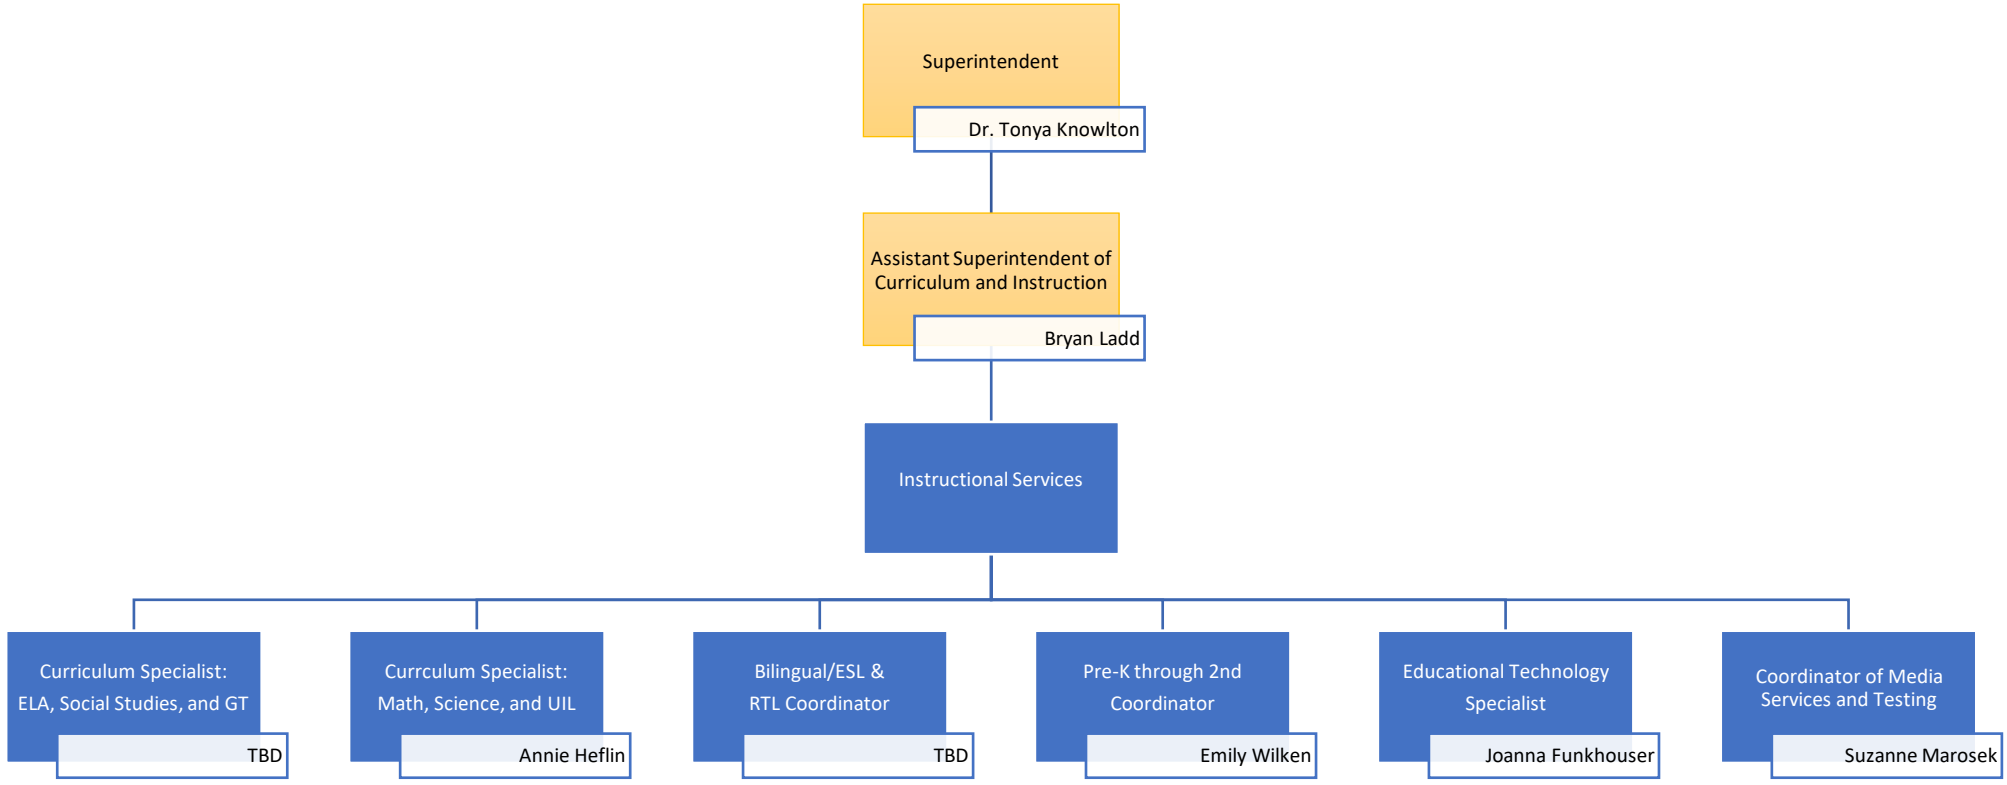 Superintendent
Dr. Tonya Knowlton
Assistant Superintendent of
Curriculum and Instruction
Bryan Ladd
Instructional Services
Curriculum Specialist:
ELA, Social Studies, and GT
TBD
Currculum Specialist:
Math, Science, and UIL
Annie Heflin
Bilingual/ESL &
RTL Coordinator
TBD
Pre-K through 2nd
Coordinator
Emily Wilken
Educational Technology
Specialist
Joanna Funkhouser
Coordinator of Media
Services and Testing
Suzanne Marosek